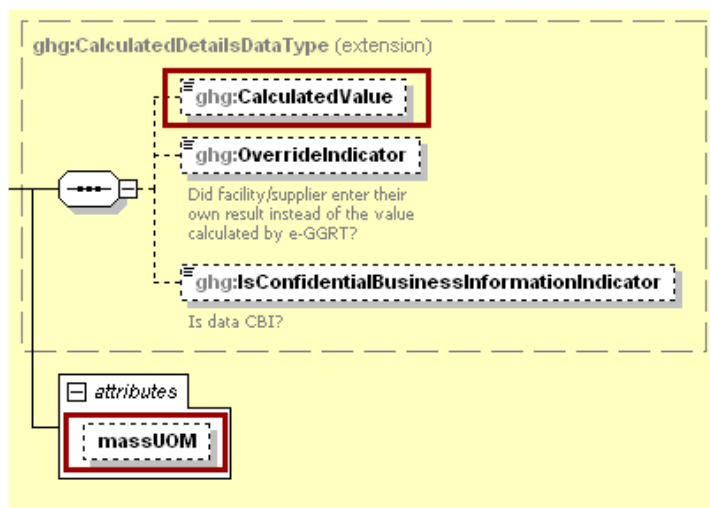 ghg:CalculatedDetailsDataType (extension)
ghg:CalculatedValue
ghg:OverrideIndicator
Did facility/supplier enter their
own result instead of the value
calculated by e-GGRT?
ghg:IsConfidentialBusinessInformationIndicator
Is data CBI?
attributes
massUOM